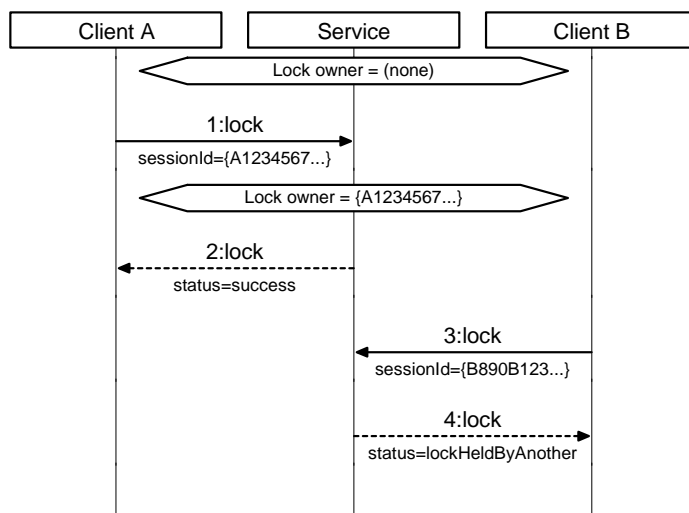 Client A
Service
Client B
Lock owner = (none)
1:lock
sessionId={A1234567...}
Lock owner = {A1234567...}
2:lock
status=success
3:lock
sessionId={B890B123...}
4:lock
status=lockHeldByAnother